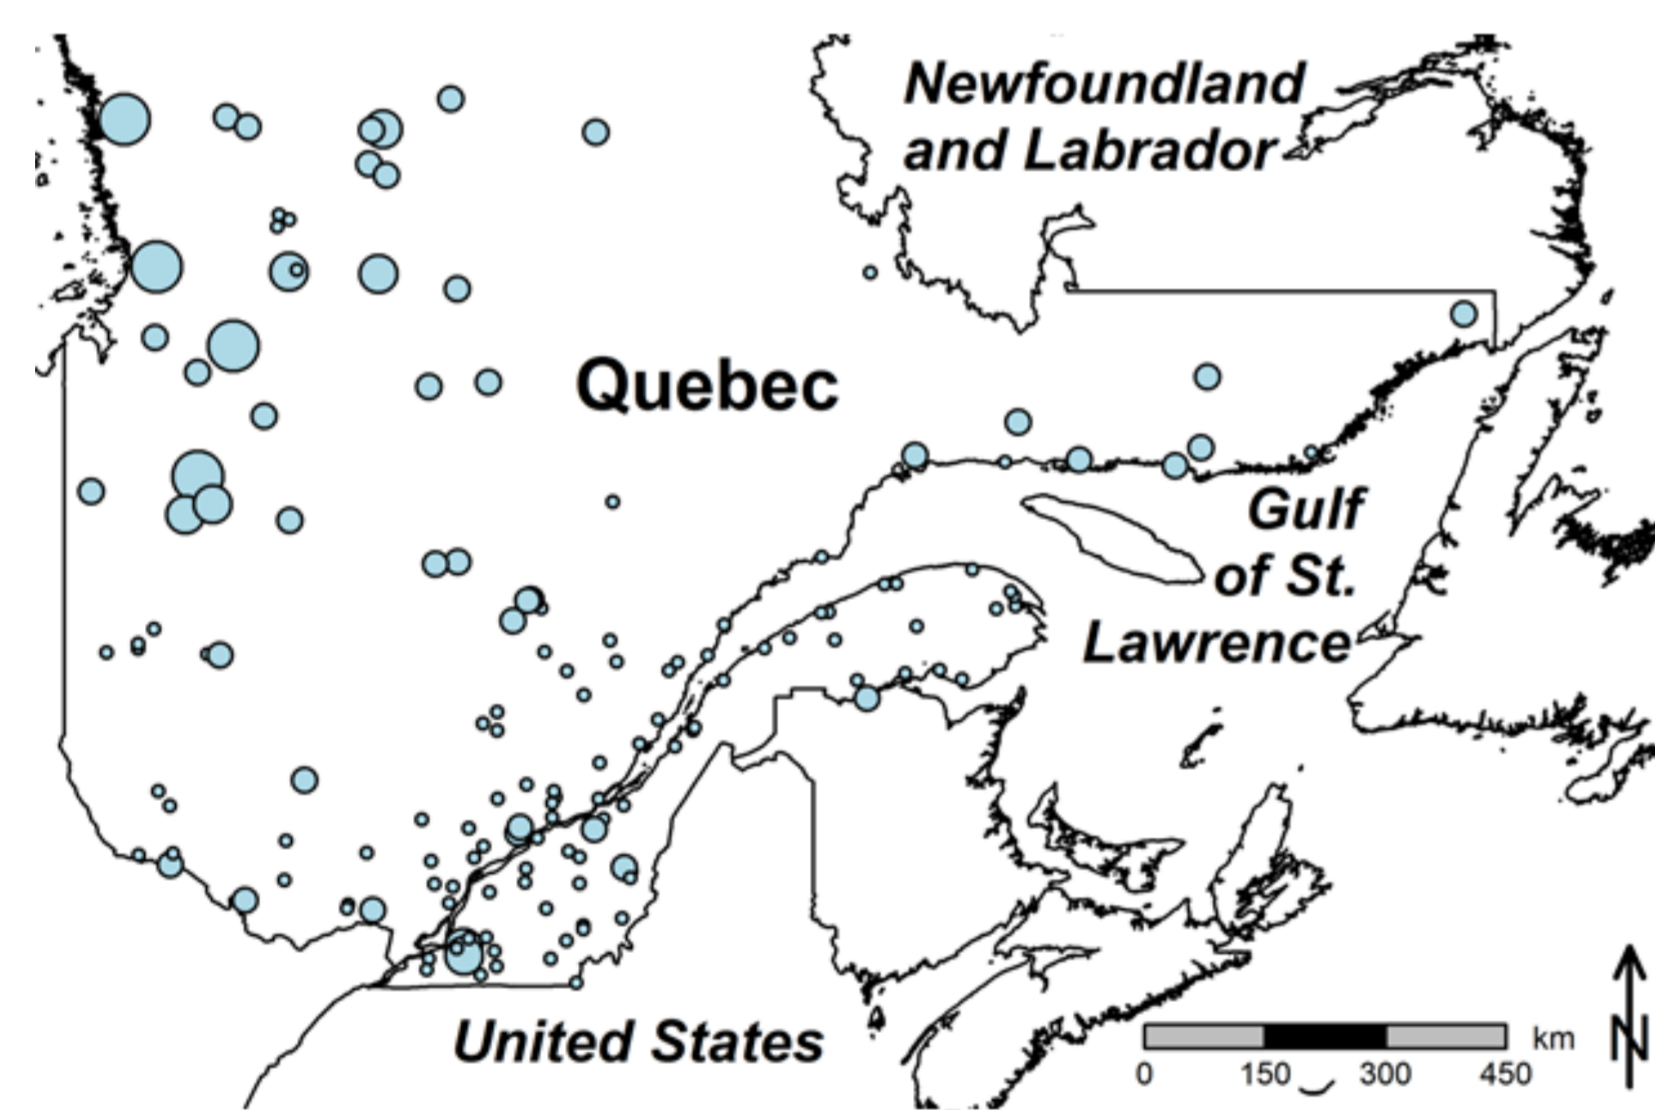 Newfoundland
and Labrador
Quebec
Gulf
of St.
Lawrence
United States
km
0 150 300 450
N